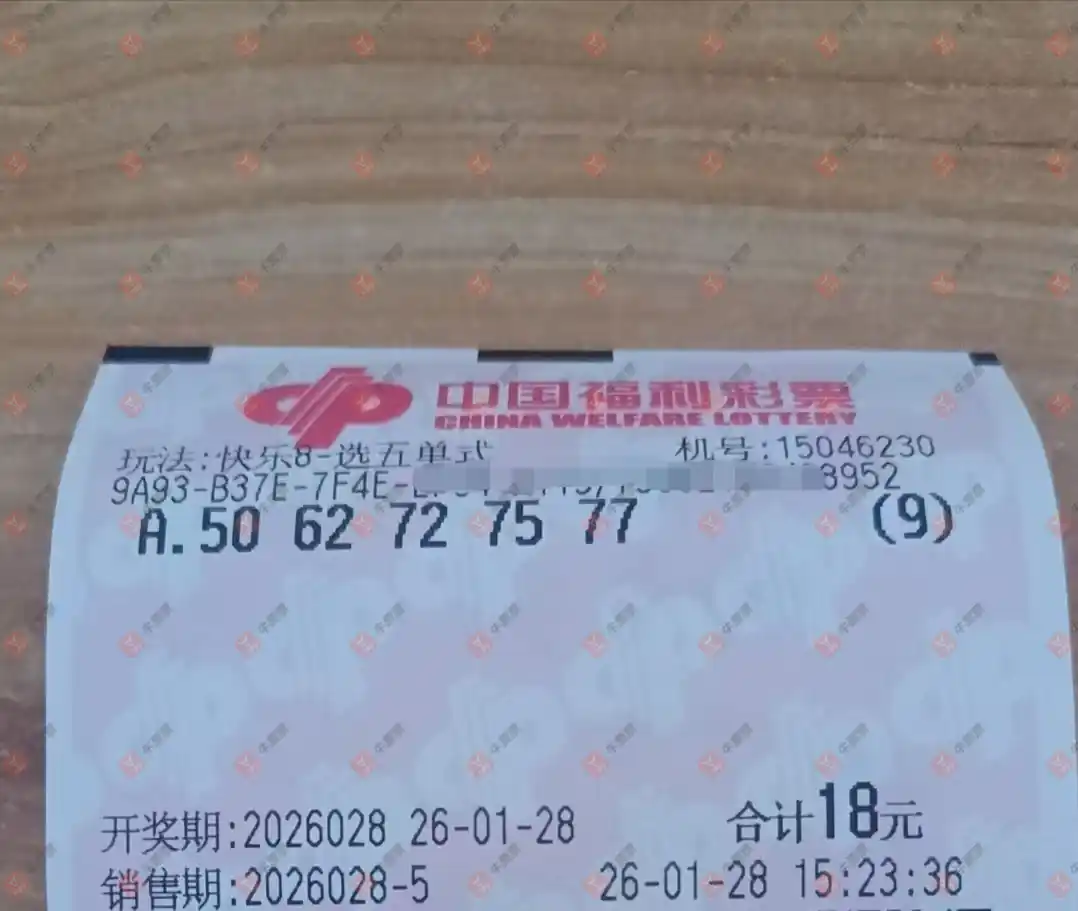 中国福利彩票
CHINA WELFARE LOTTERY
玩法:快乐8-选五单式 机号:15046230
9A93-B37E-7F4E- 8952
A. 50 62 72 75 77 (9)
开奖期:2026028 26-01-28 合计18元
销售期:2026028-5 26-01-28 15:23:36